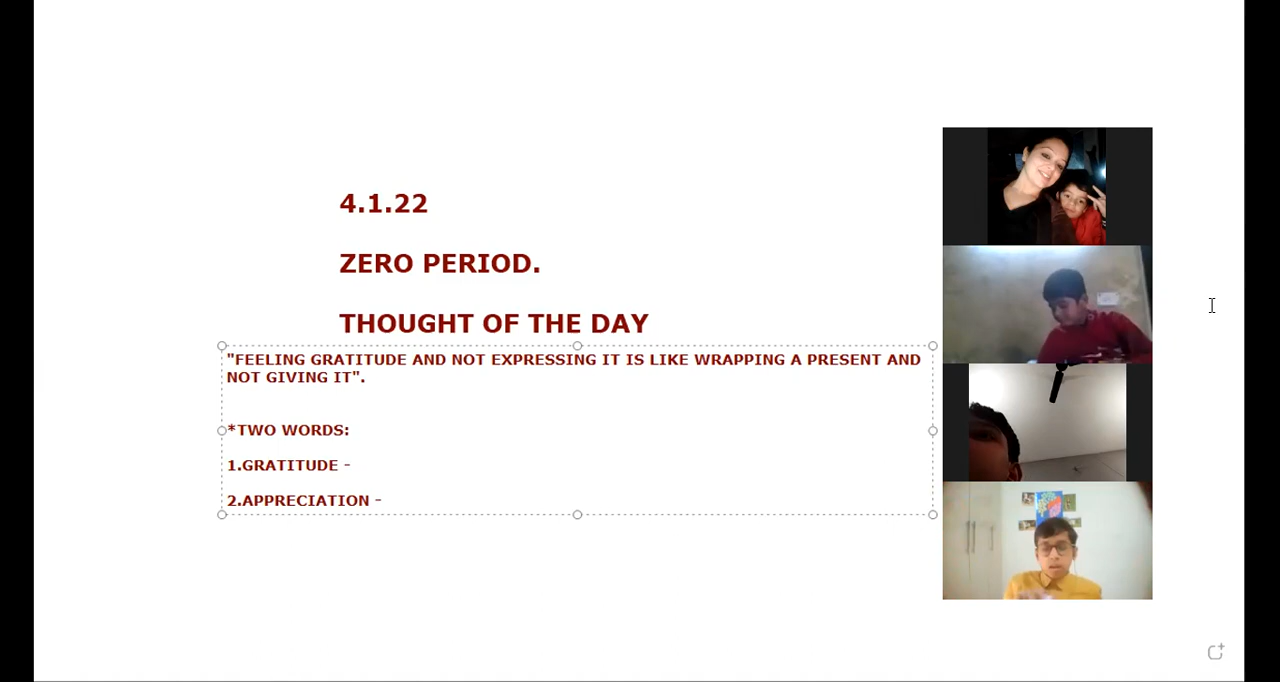 4.1.22
ZERO PERIOD.
THOUGHT OF THE DAY
"FEELING GRATITUDE AND NOT EXPRESSING IT IS LIKE WRAPPING A PRESENT AND
NOT GIVING IT".
*TWO WORDS:
1.GRATITUDE -
2.APPRECIATION -